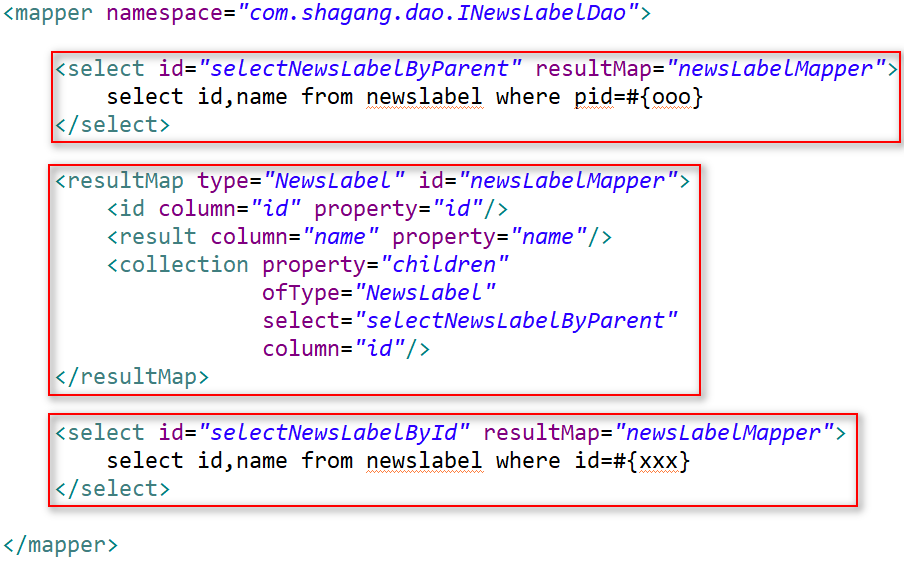 <mapper namespace="com.shagang.dao.INewsLabelDao">
<select id="selectNewsLabelByParent" resultMap="newsLabelMapper">
select id,name from newslabel where pid=#{ooo}
</select>
<resultMap type="NewsLabel" id="newsLabelMapper">
<id column="id" property="id"/>
<result column="name" property="name"/>
<collection property="children"
ofType="NewsLabel"
select="selectNewsLabelByParent"
column="id"/>
</resultMap>
<select id="selectNewsLabelById" resultMap="newsLabelMapper">
select id,name from newslabel where id=#{xxx}
</select>
</mapper>